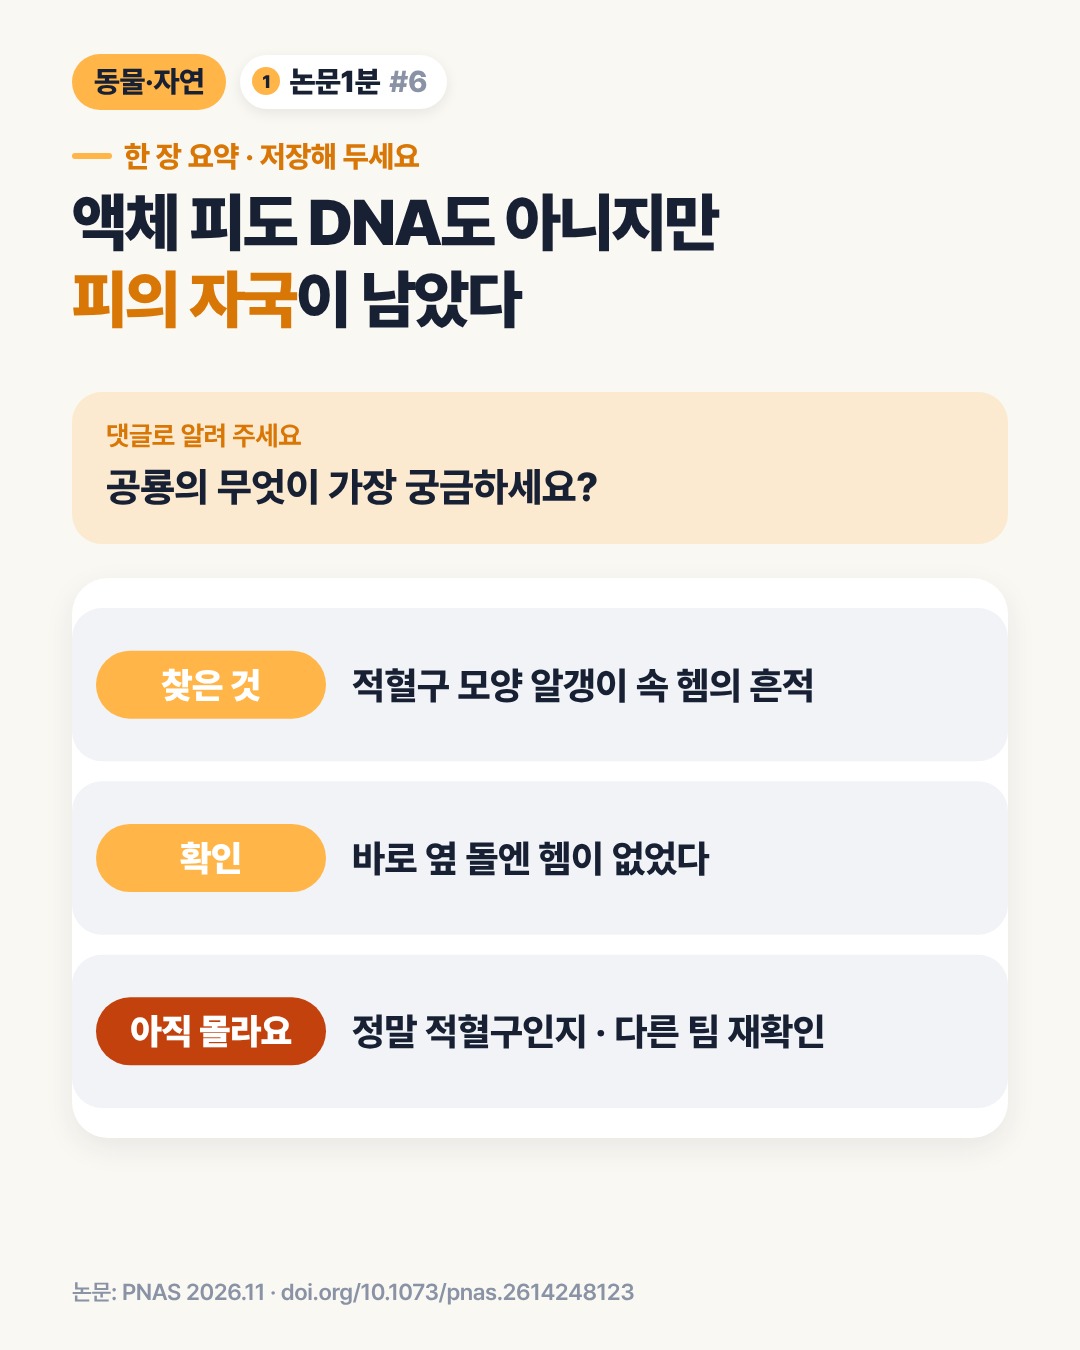 동물·자연
1 논문1분 #6
한 장 요약 · 저장해 두세요
액체 피도 DNA도 아니지만
피의 자국이 남았다
댓글로 알려 주세요
공룡의 무엇이 가장 궁금하세요?
찾은 것 적혈구 모양 알갱이 속 헴의 흔적
확인 바로 옆 돌엔 헴이 없었다
아직 몰라요 정말 적혈구인지 · 다른 팀 재확인
논문: PNAS 2026.11 · doi.org/10.1073/pnas.2614248123